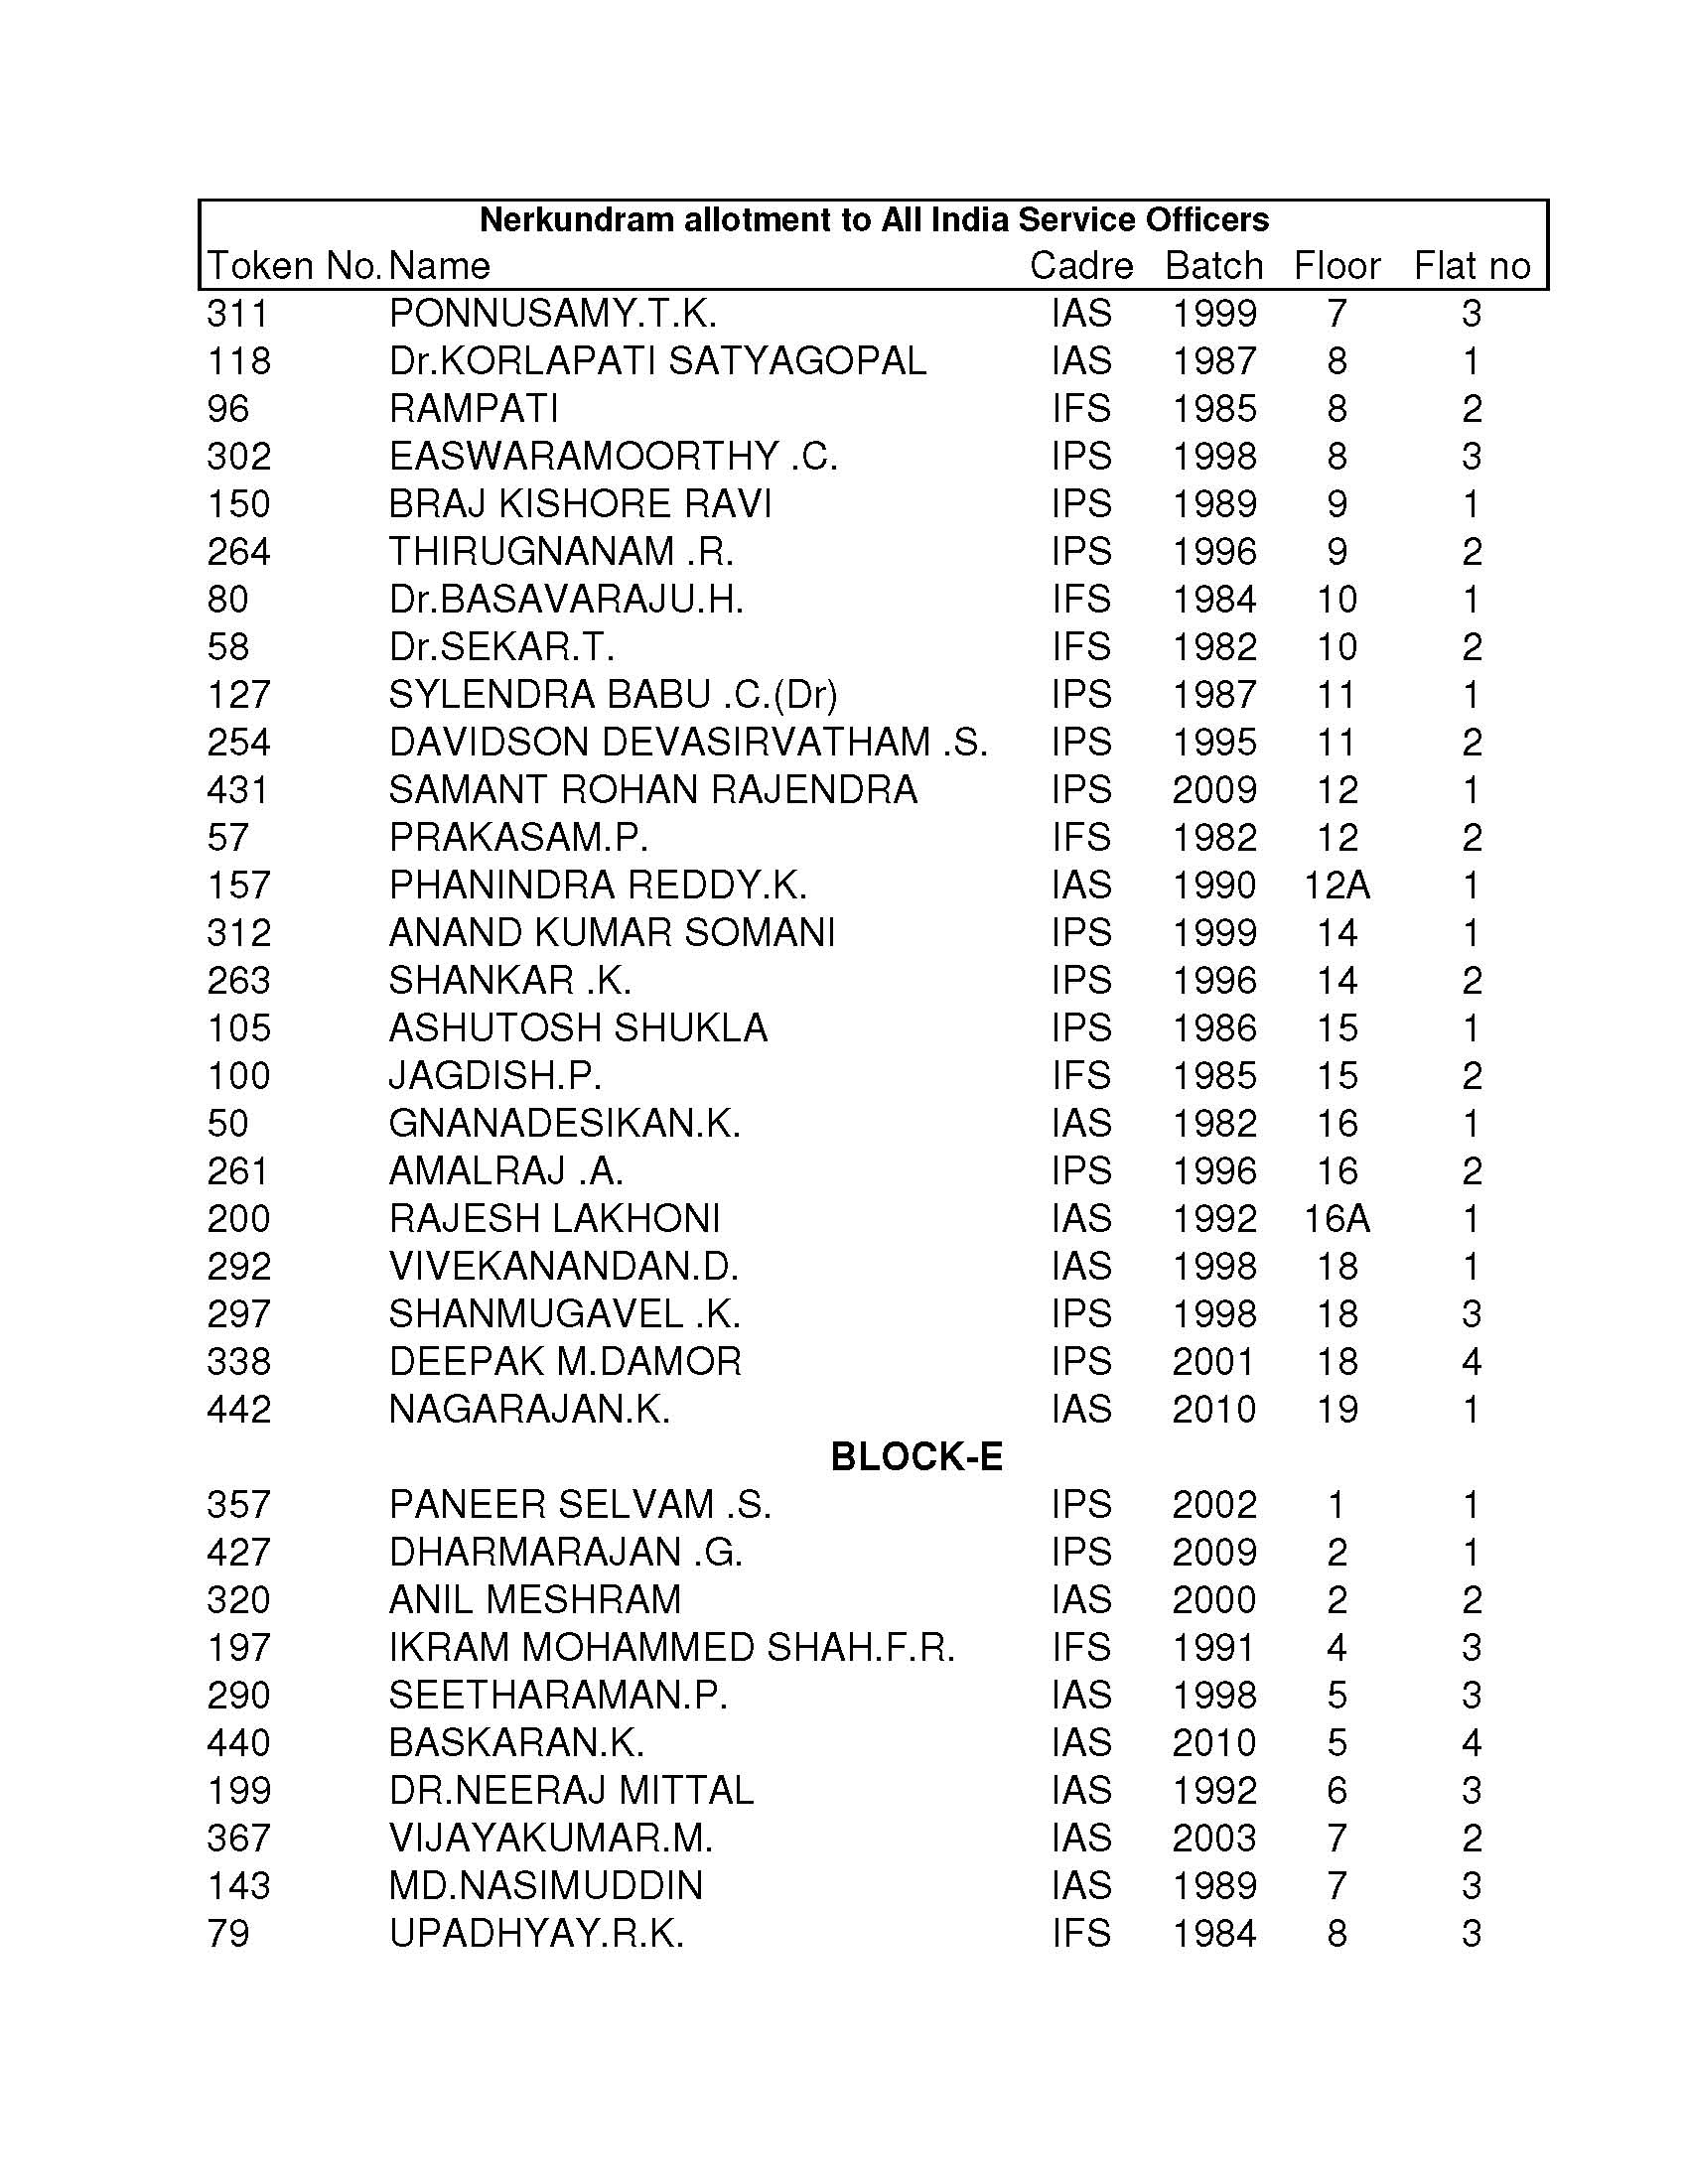 Nerkundram allotment to All India Service Officers
Token No. Name Cadre Batch Floor Flat no
311 PONNUSAMY.T.K. IAS 1999 7 3
118 Dr.KORLAPATI SATYAGOPAL IAS 1987 8 1
96 RAMPATI IFS 1985 8 2
302 EASWARAMOORTHY .C. IPS 1998 8 3
150 BRAJ KISHORE RAVI IPS 1989 9 1
264 THIRUGNANAM .R. IPS 1996 9 2
80 Dr.BASAVARAJU.H. IFS 1984 10 1
58 Dr.SEKAR.T. IFS 1982 10 2
127 SYLENDRA BABU .C.(Dr) IPS 1987 11 1
254 DAVIDSON DEVASIRVATHAM .S. IPS 1995 11 2
431 SAMANT ROHAN RAJENDRA IPS 2009 12 1
57 PRAKASAM.P. IFS 1982 12 2
157 PHANINDRA REDDY.K. IAS 1990 12A 1
312 ANAND KUMAR SOMANI IPS 1999 14 1
263 SHANKAR .K. IPS 1996 14 2
105 ASHUTOSH SHUKLA IPS 1986 15 1
100 JAGDISH.P. IFS 1985 15 2
50 GNANADESIKAN.K. IAS 1982 16 1
261 AMALRAJ .A. IPS 1996 16 2
200 RAJESH LAKHONI IAS 1992 16A 1
292 VIVEKANANDAN.D. IAS 1998 18 1
297 SHANMUGAVEL .K. IPS 1998 18 3
338 DEEPAK M.DAMOR IPS 2001 18 4
442 NAGARAJAN.K. IAS 2010 19 1
BLOCK-E
357 PANEER SELVAM .S. IPS 2002 1 1
427 DHARMARAJAN .G. IPS 2009 2 1
320 ANIL MESHRAM IAS 2000 2 2
197 IKRAM MOHAMMED SHAH.F.R. IFS 1991 4 3
290 SEETHARAMAN.P. IAS 1998 5 3
440 BASKARAN.K. IAS 2010 5 4
199 DR.NEERAJ MITTAL IAS 1992 6 3
367 VIJAYAKUMAR.M. IAS 2003 7 2
143 MD.NASIMUDDIN IAS 1989 7 3
79 UPADHYAY.R.K. IFS 1984 8 3